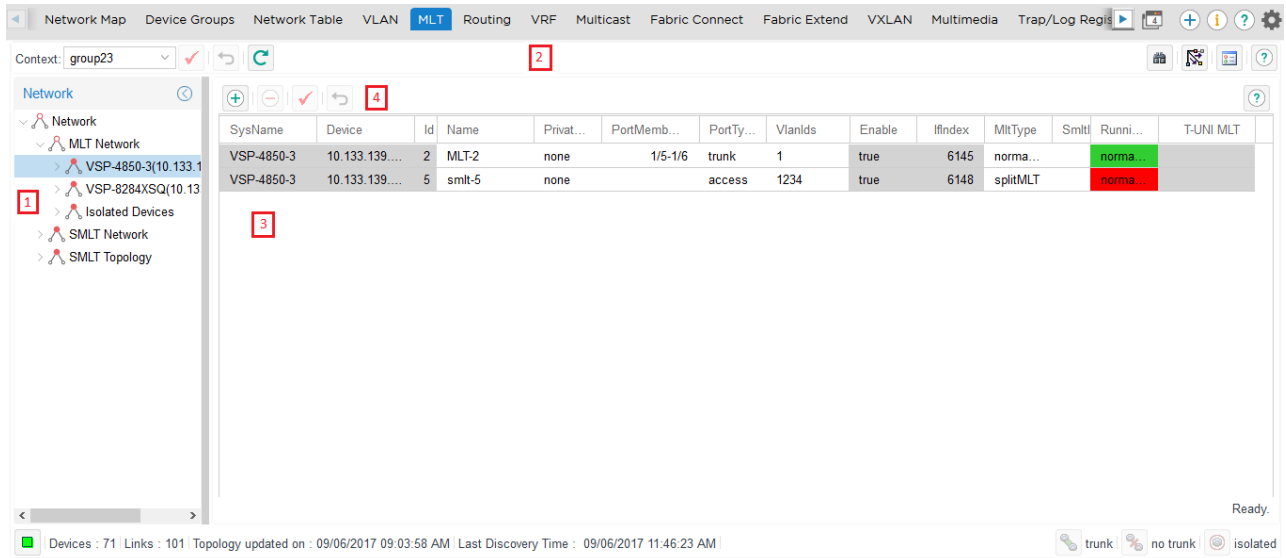 Network Map Device Groups Network Table VLAN MLT Routing VRF Multicast Fabric Connect Fabric Extend VXLAN Multimedia Trap/Log Regis 4 + i ?
Context: group23 2 ?
Network 4 ?
Network
MLT Network
VSP-4850-3(10.133.1
VSP-8284XSQ(10.13
1 Isolated Devices
SMLT Network
SMLT Topology
SysName Device Id Name Privat... PortMemb... PortTy... VlanIds Enable IfIndex MltType SmltI Runni... T-UNI MLT
VSP-4850-3 10.133.139.... 2 MLT-2 none 1/5-1/6 trunk 1 true 6145 norma... norma...
VSP-4850-3 10.133.139.... 5 smlt-5 none access 1234 true 6148 splitMLT norma...
3
Ready.
Devices : 71 Links : 101 Topology updated on : 09/06/2017 09:03:58 AM Last Discovery Time : 09/06/2017 11:46:23 AM trunk no trunk isolated